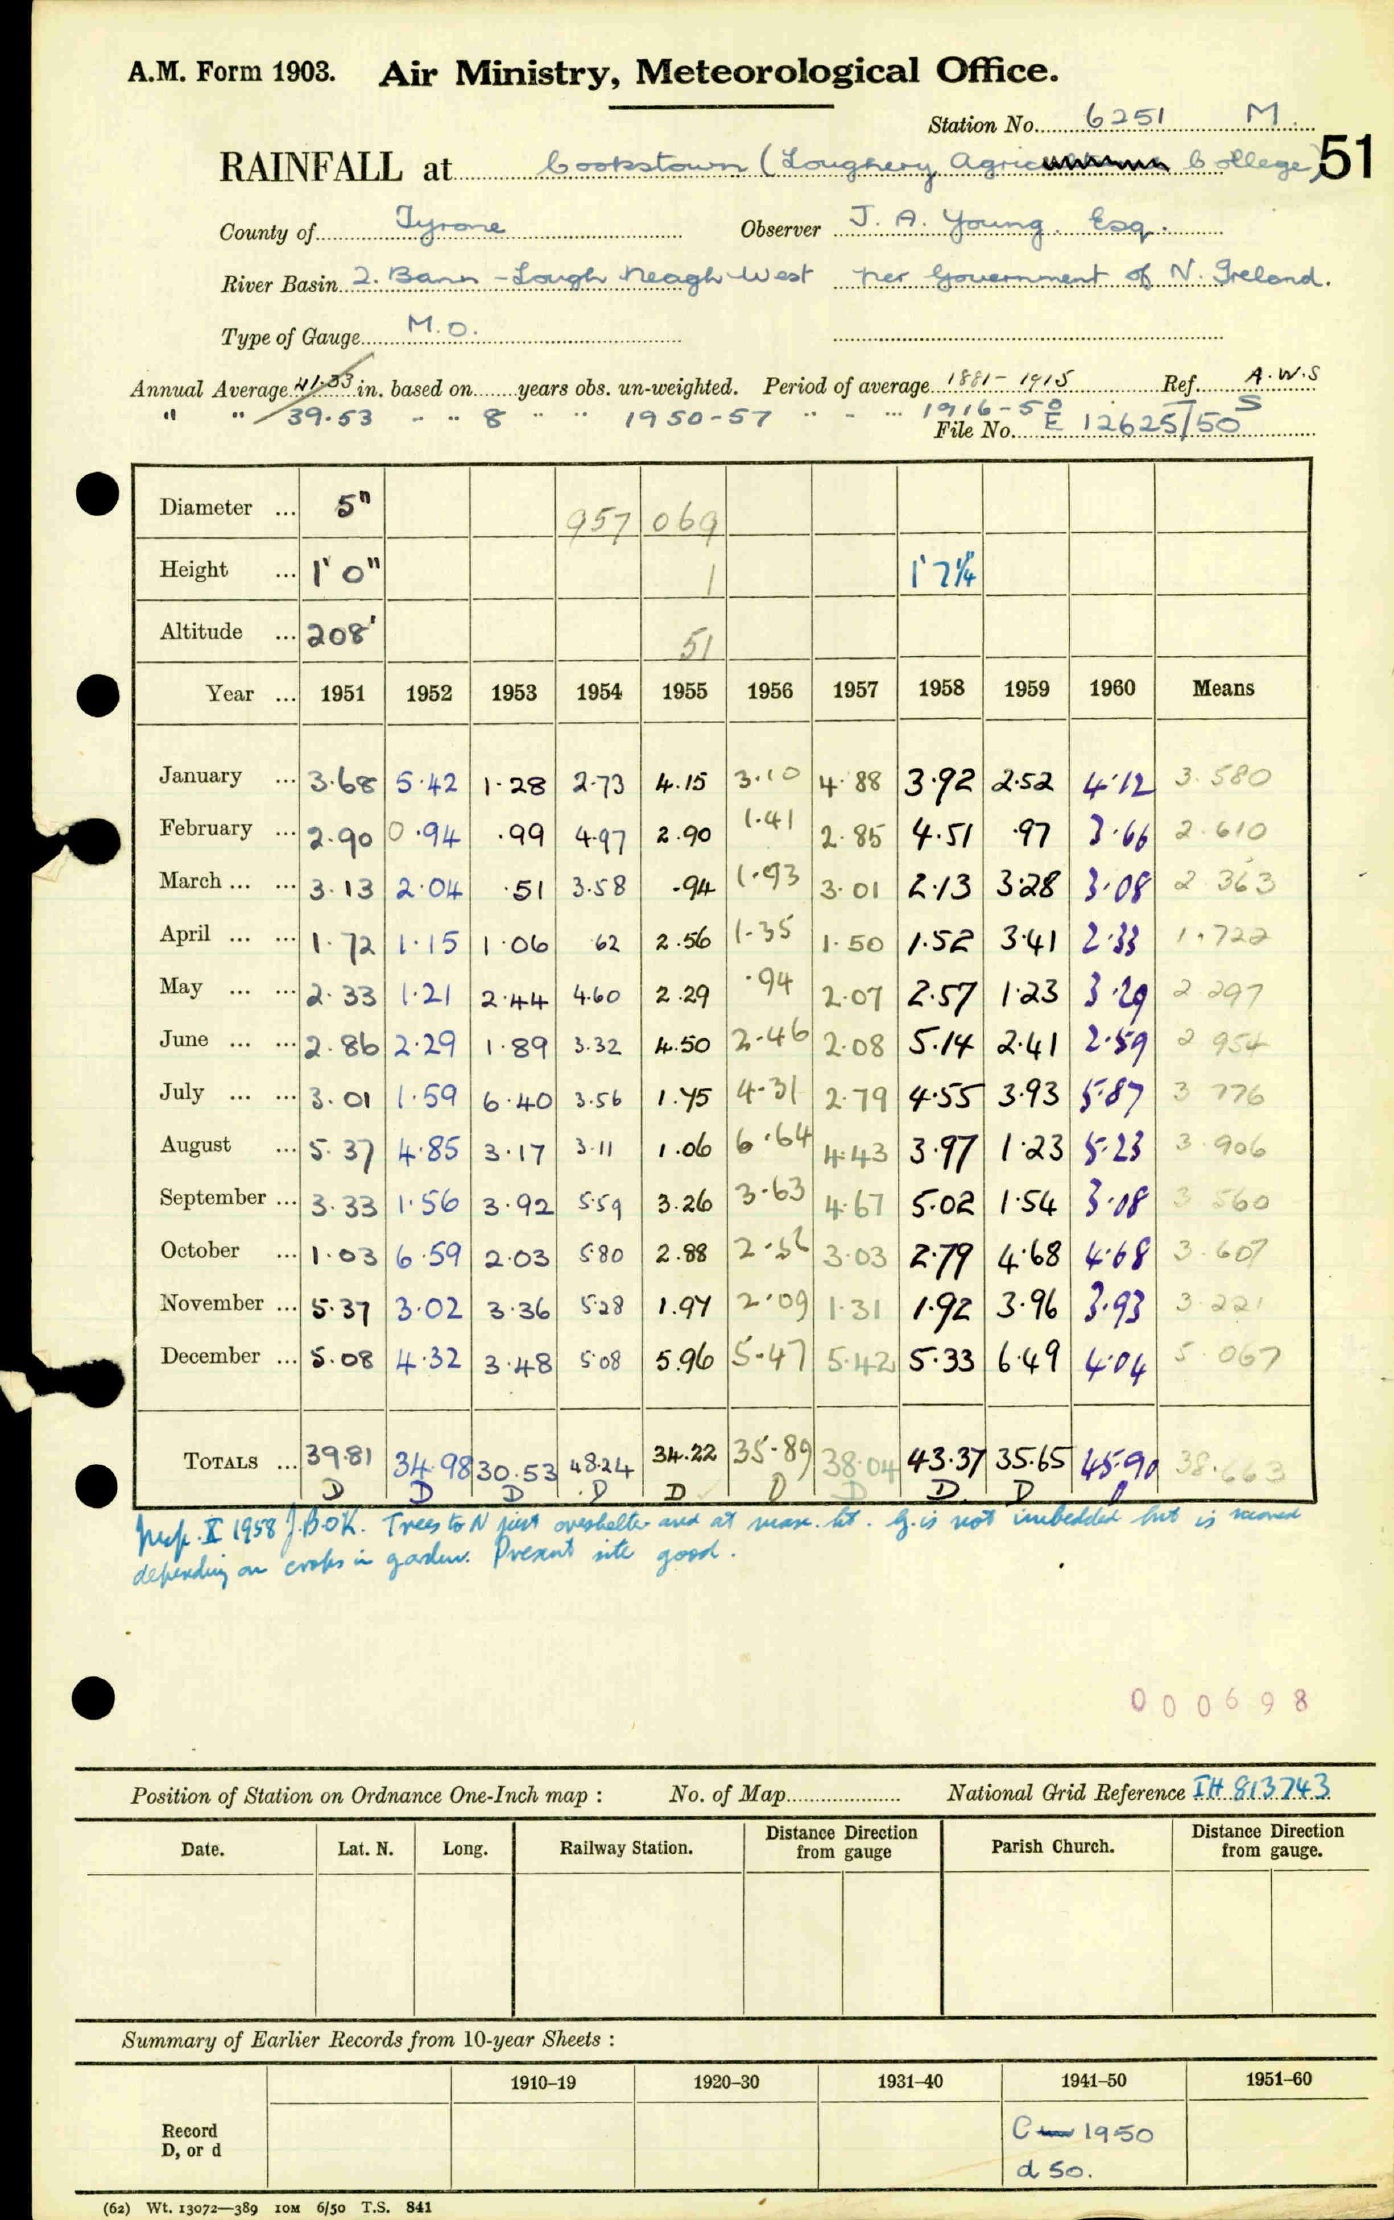 A.M. Form 1903. Air Ministry, Meteorological Office.
Station No. 6251 M.
RAINFALL at Cookstown (Loughery Agric College) 51
County of Tyrone Observer J. A. Young. Esq.
River Basin 2. Bann - Lough Neagh West per Government of N. Ireland.
Type of Gauge M.O.
Annual Average 41.33 in. based on years obs. un-weighted. Period of average 1881-1915 Ref. A.W.S
" " 39.53 - " 8 " " 1950-57 " - " 1916-50 S
File No. E 12625/50
Diameter ... 5" 957 069
Height ... 1' 0" 1 1' 7¼"
Altitude ... 208' 51
Year ... 1951 1952 1953 1954 1955 1956 1957 1958 1959 1960 Means
January ... 3.68 5.42 1.28 2.73 4.15 3.10 4.88 3.92 2.52 4.12 3.580
February ... 2.90 0.94 .99 4.97 2.90 1.41 2.85 4.51 .97 3.66 2.610
March ... ... 3.13 2.04 .51 3.58 .94 1.93 3.01 2.13 3.28 3.08 2.363
April ... ... 1.72 1.15 1.06 .62 2.56 1.35 1.50 1.52 3.41 2.33 1.722
May ... ... 2.33 1.21 2.44 4.60 2.29 .94 2.07 2.57 1.23 3.29 2.297
June ... ... 2.86 2.29 1.89 3.32 4.50 2.46 2.08 5.14 2.41 2.59 2.954
July ... ... 3.01 1.59 6.40 3.56 1.75 4.31 2.79 4.55 3.93 5.87 3.776
August ... 5.37 4.85 3.17 3.11 1.06 6.64 4.43 3.97 1.23 5.23 3.906
September ... 3.33 1.56 3.92 5.59 3.26 3.63 4.67 5.02 1.54 3.08 3.560
October ... 1.03 6.59 2.03 5.80 2.88 2.56 3.03 2.79 4.68 4.68 3.607
November ... 5.37 3.02 3.36 5.28 1.97 2.09 1.31 1.92 3.96 3.93 3.221
December ... 5.08 4.32 3.48 5.08 5.96 5.47 5.42 5.33 6.49 4.04 5.067
TOTALS ... 39.81 34.98 30.53 48.24 34.22 35.89 38.04 43.37 35.65 45.90 38.663
D D D D D D D D D D
Insp. II 1958 J.B.O'K. Trees to N just overshelter and at max. ht. G. is not imbedded but is moved
depending on crops in garden. Present site good.
000698
Position of Station on Ordnance One-Inch map : No. of Map National Grid Reference IH 813743
Date. Lat. N. Long. Railway Station. Distance from gauge Direction Parish Church. Distance from gauge. Direction
Summary of Earlier Records from 10-year Sheets :
1910–19 1920–30 1931–40 1941–50 1951–60
Record C 1950
D, or d d 50.
(62) Wt. 13072—389 10M 6/50 T.S. 841